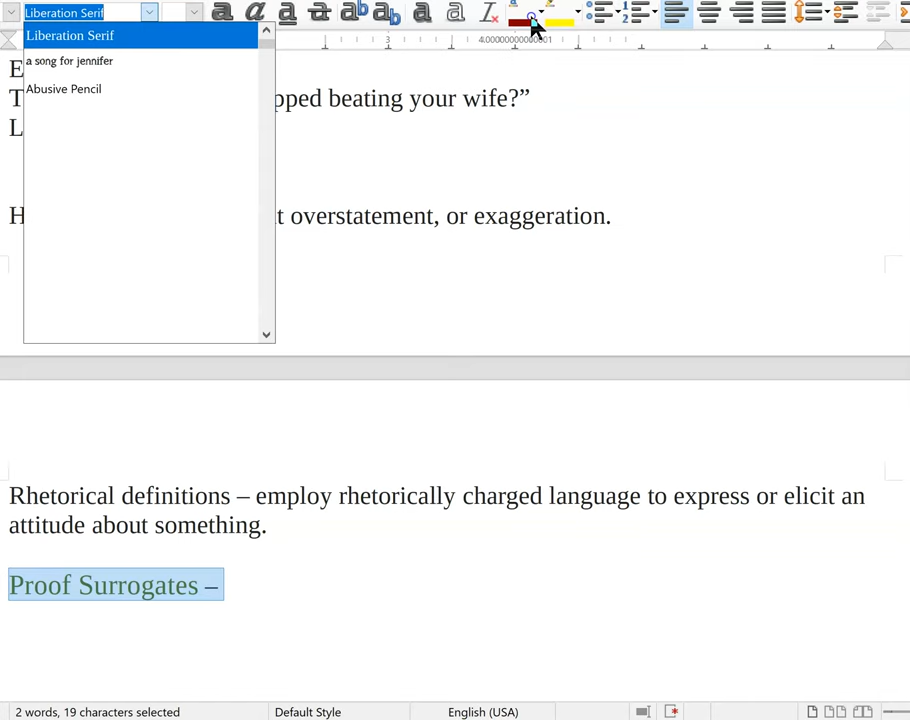 Liberation Serif
Liberation Serif
a song for jennifer
Abusive Pencil
3
4.0000000000001
E
T pped beating your wife?”
L
H t overstatement, or exaggeration.
Rhetorical definitions – employ rhetorically charged language to express or elicit an
attitude about something.
Proof Surrogates –
2 words, 19 characters selected Default Style English (USA)